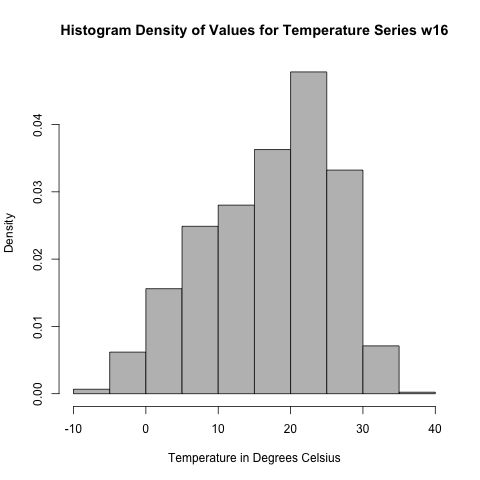 Histogram Density of Values for Temperature Series w16
Density
0.04
0.03
0.02
0.01
0.00
-10 0 10 20 30 40
Temperature in Degrees Celsius